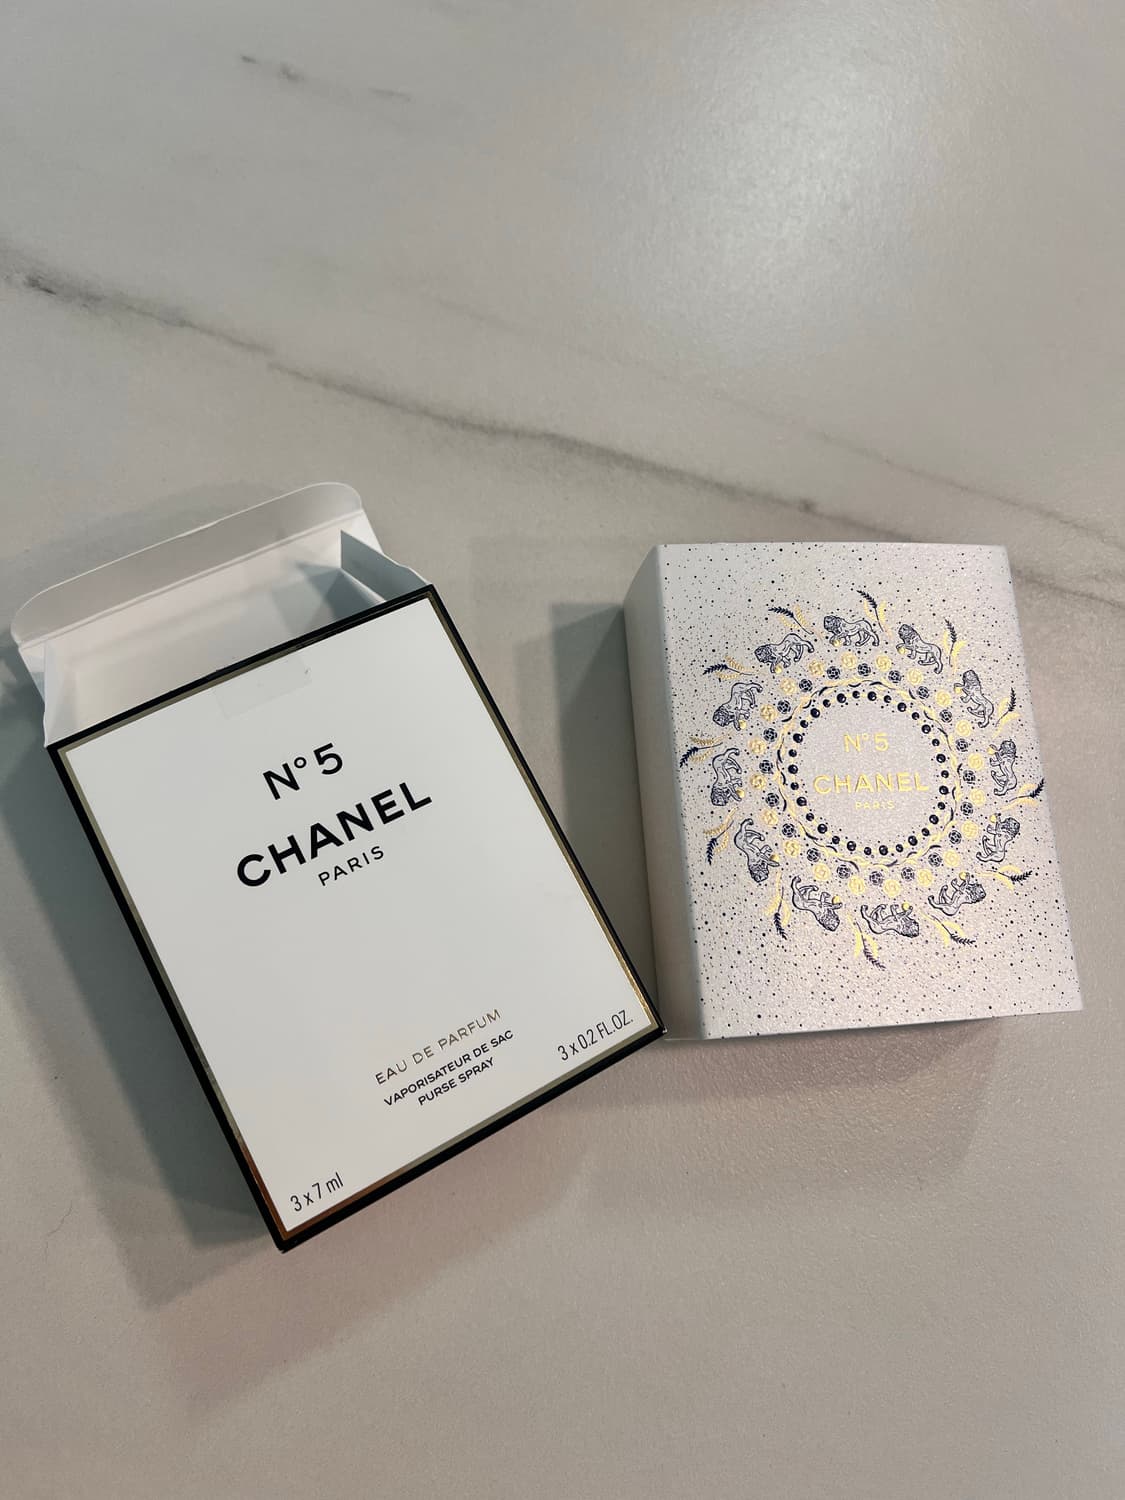 N°5
CHANEL
PARIS
EAU DE PARFUM
VAPORISATEUR DE SAC
PURSE SPRAY
3 x 7 ml
3 x 0.2 FL.OZ.
N°5
CHANEL
PARIS